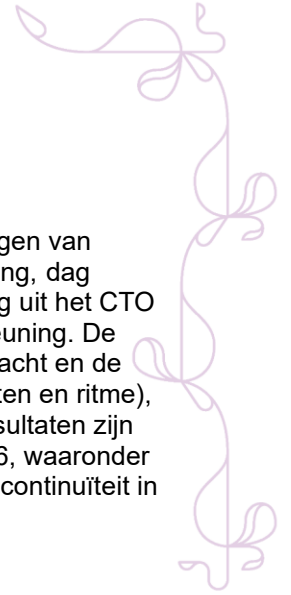 gen van
ng, dag
g uit het CTO
euning. De
acht en de
ten en ritme),
sultaten zijn
6, waaronder
continuïteit in